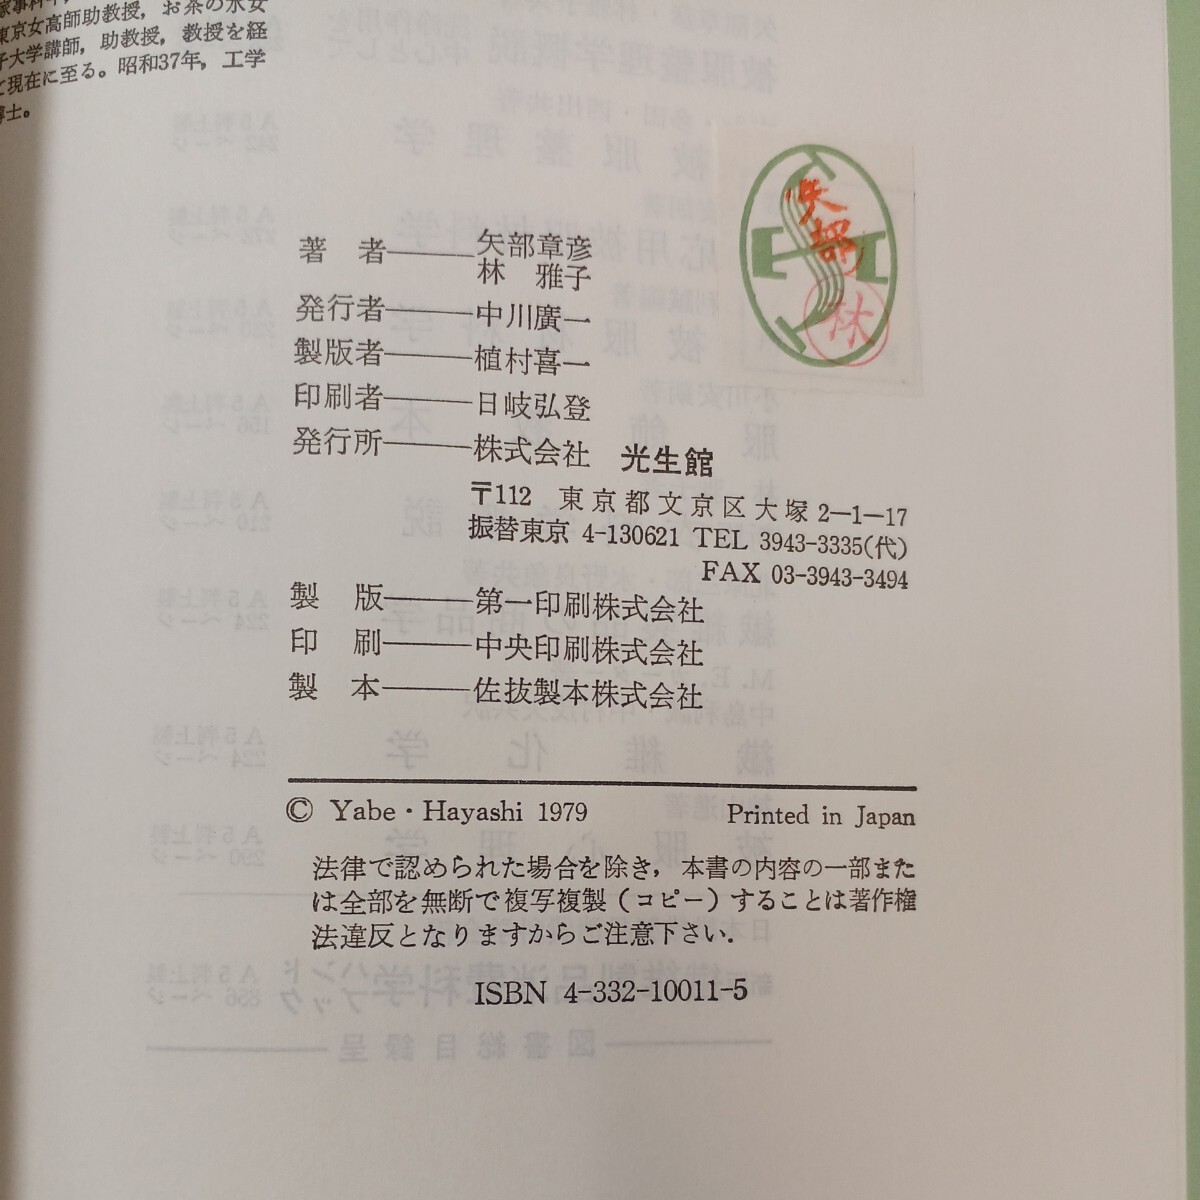 東京女高師助教授，お茶の水女
子大学講師，助教授，教授を経
て現在に至る。昭和37年，工学
博士。
矢部
林
著者――矢部章彦
林 雅子
発行者――中川廣一
製版者――植村喜一
印刷者――日岐弘登
発行所――株式会社 光生館
〒112 東京都文京区大塚2―1―17
振替東京 4-130621 TEL 3943-3335(代)
FAX 03-3943-3494
製版――第一印刷株式会社
印刷――中央印刷株式会社
製本――佐抜製本株式会社
© Yabe・Hayashi 1979 Printed in Japan
法律で認められた場合を除き，本書の内容の一部また
は全部を無断で複写複製（コピー）することは著作権
法違反となりますからご注意下さい．
ISBN 4-332-10011-5